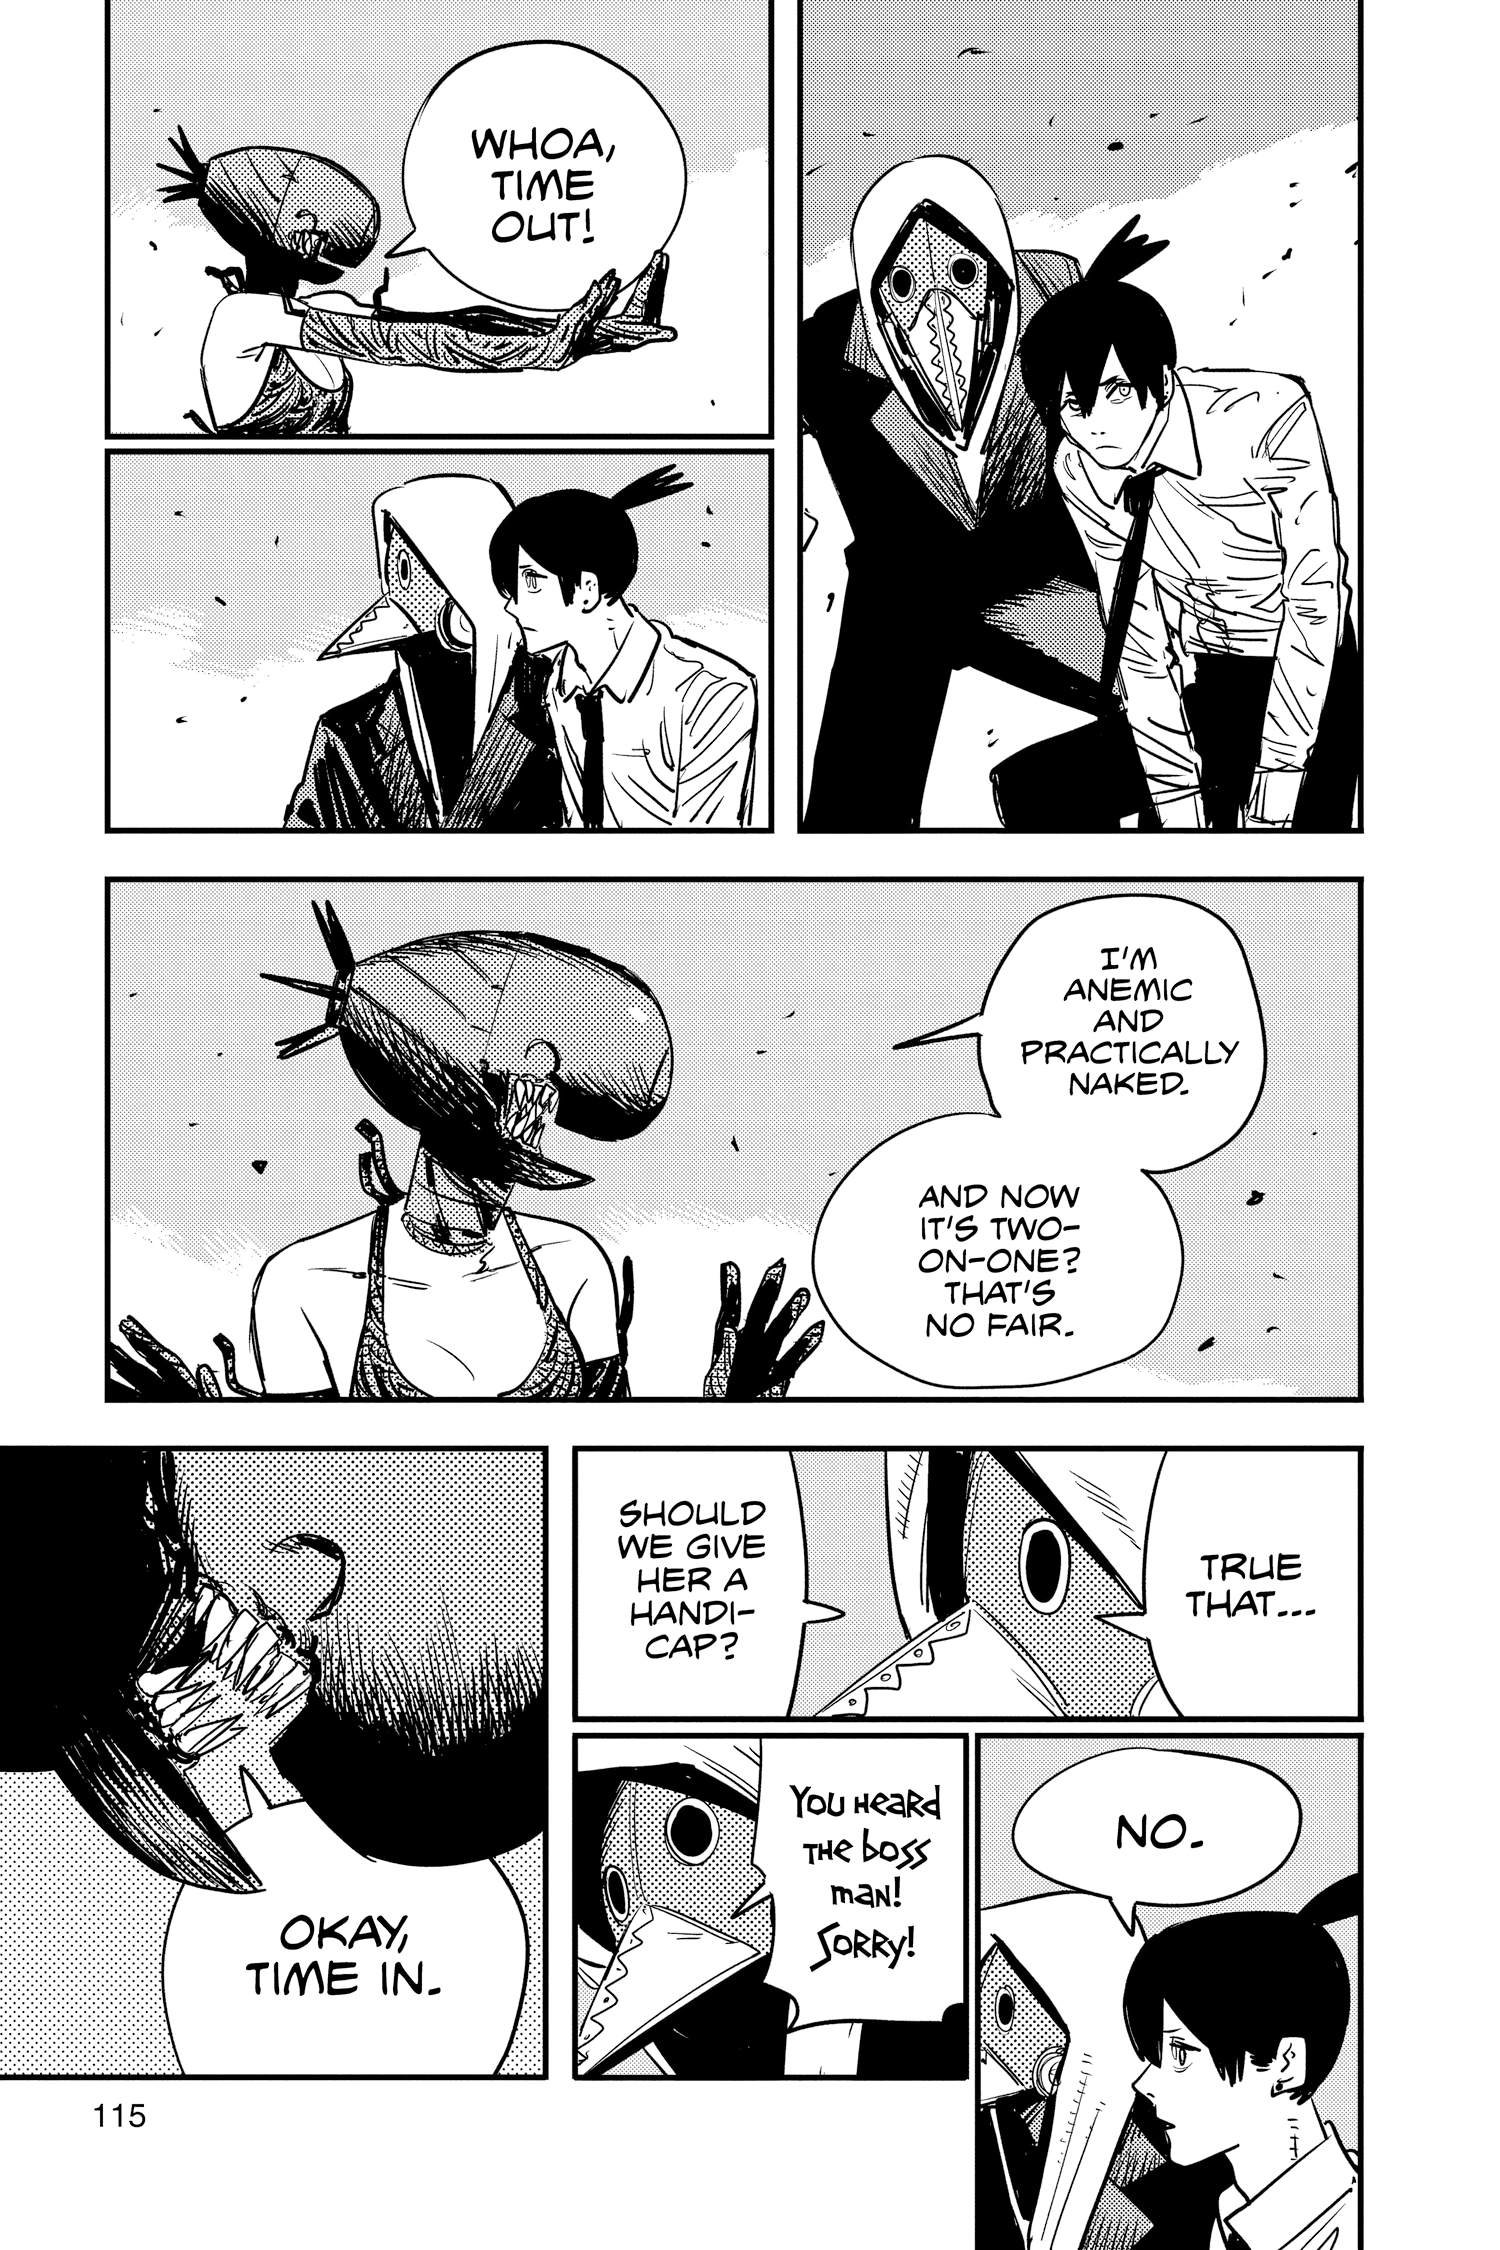 WHOA,
TIME
OUT!
I'M
ANEMIC
AND
PRACTICALLY
NAKED.
AND NOW
IT'S TWO-
ON-ONE?
THAT'S
NO FAIR.
TRUE
THAT...
SHOULD
WE GIVE
HER A
HANDI-
CAP?
NO.
YOU HEARD
THE BOSS
MAN!
SORRY!
OKAY,
TIME IN.
115